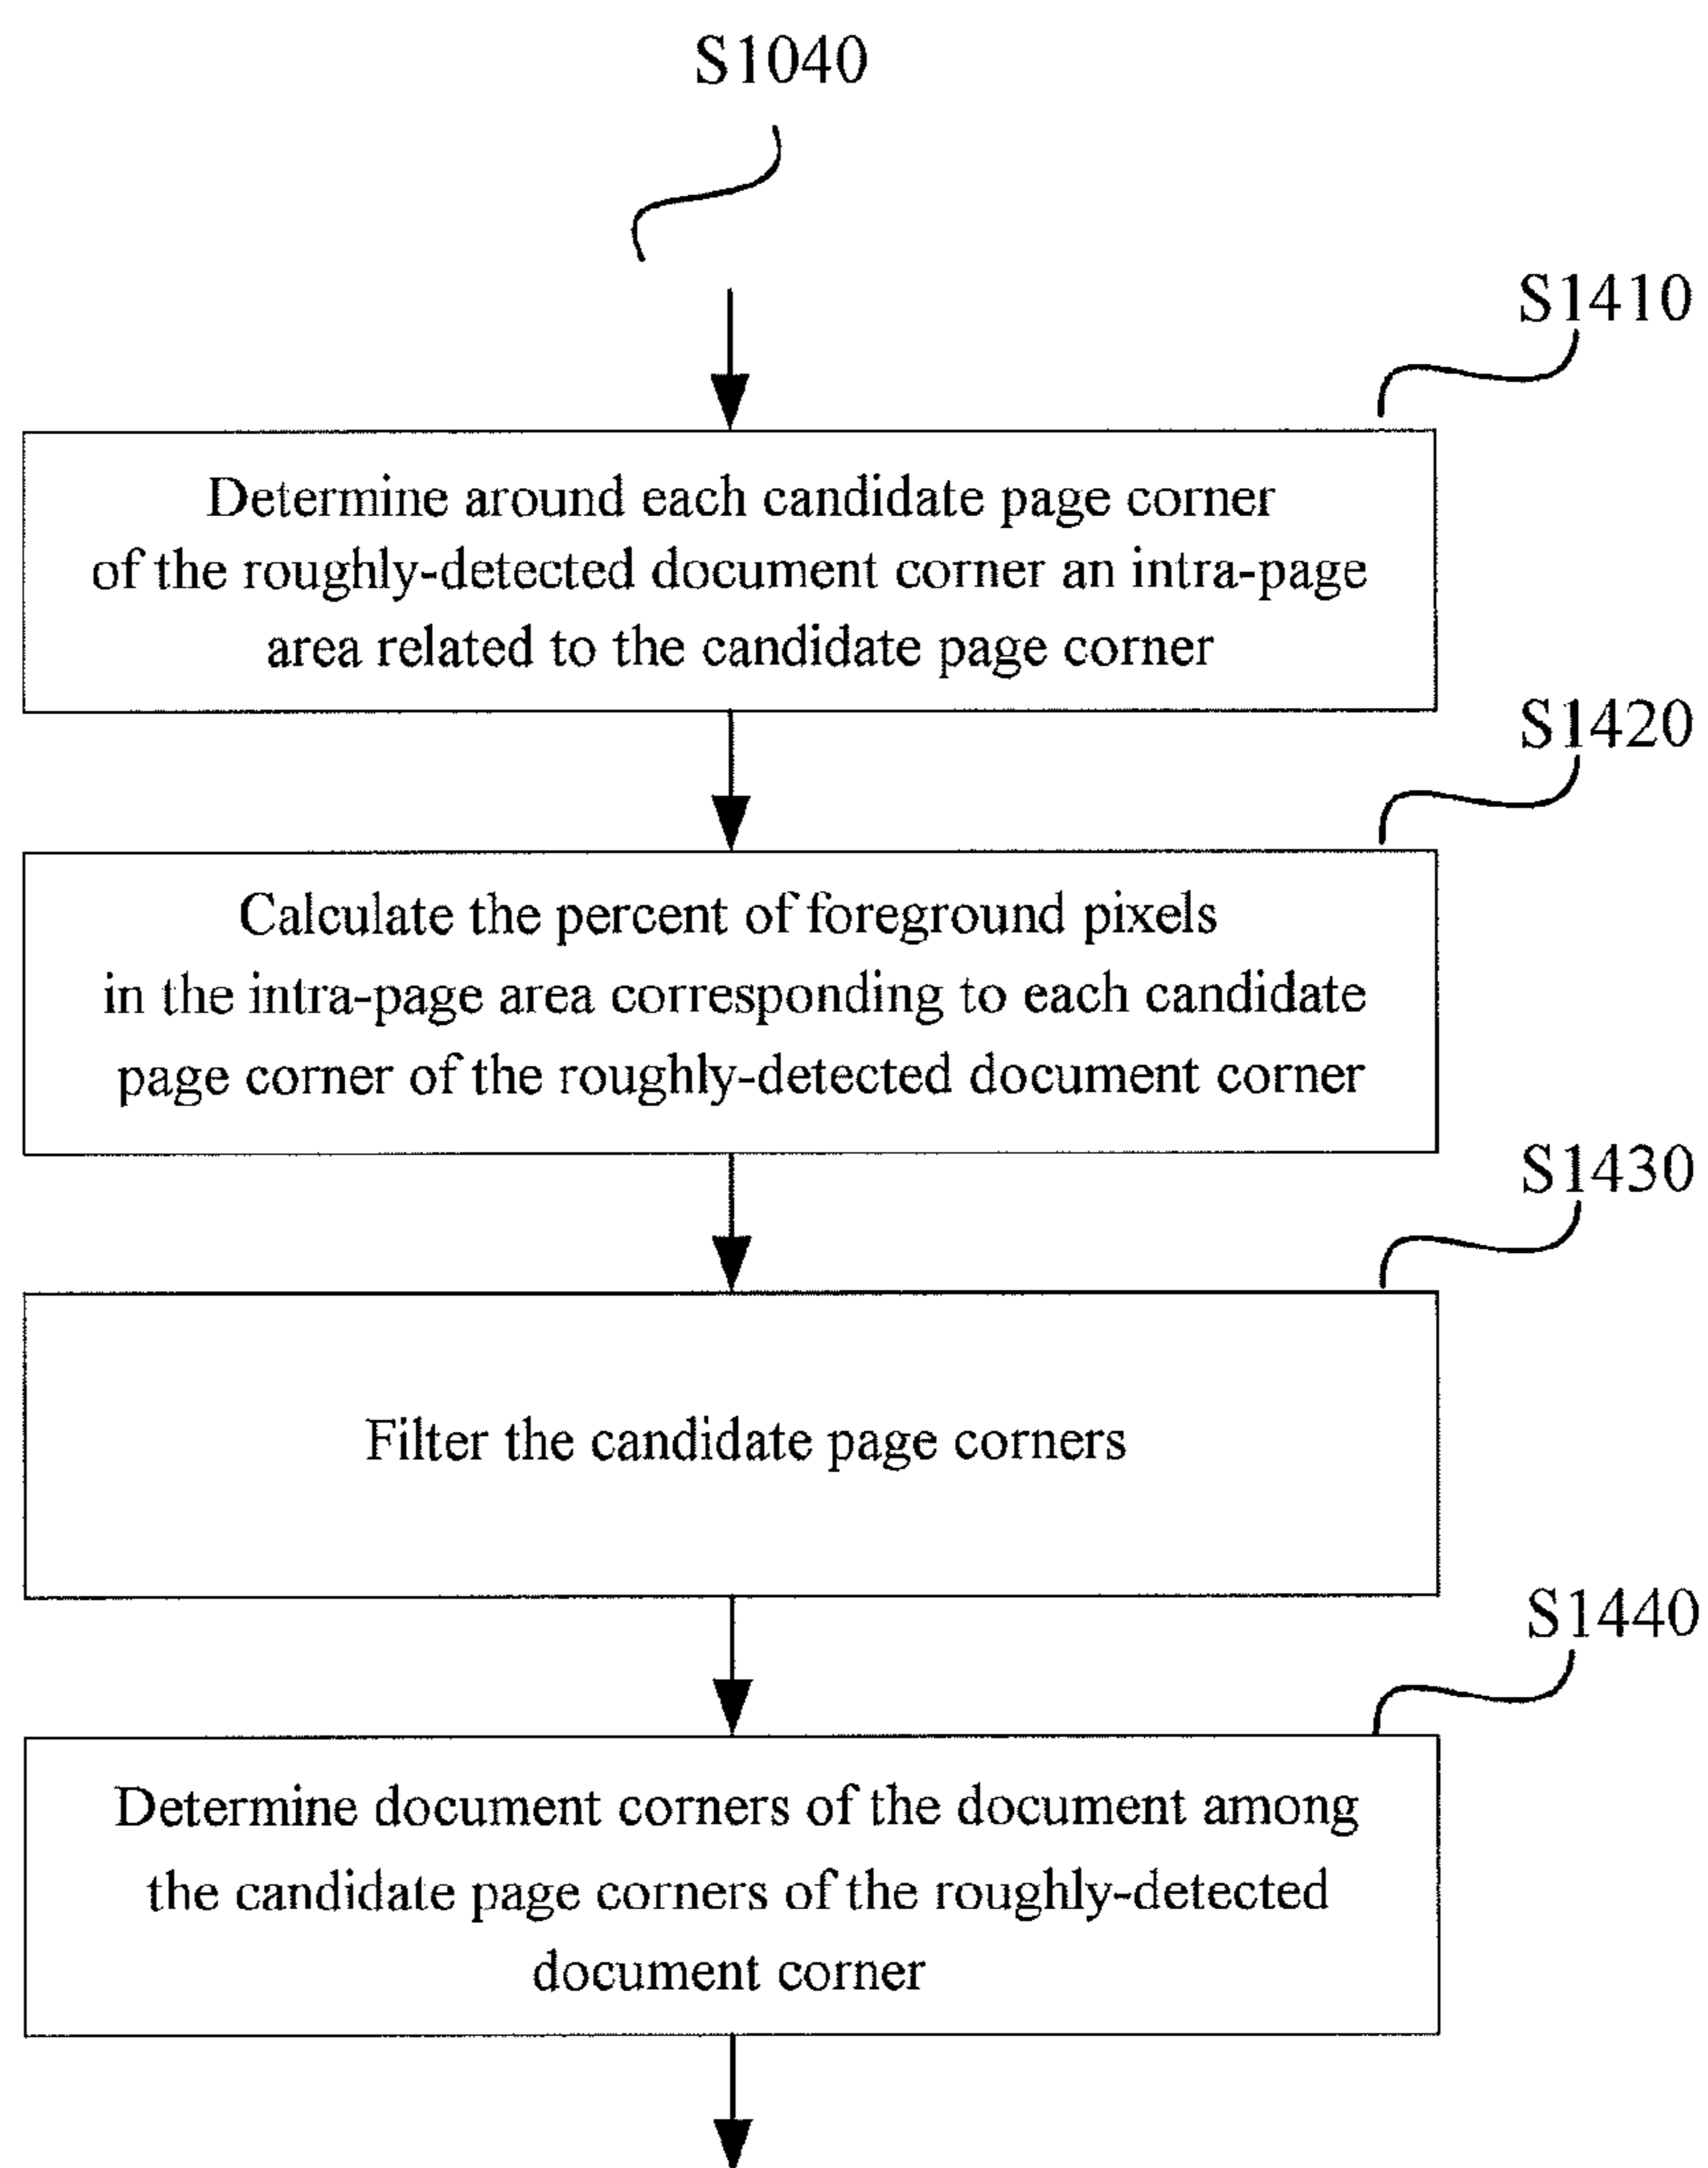 S1040
S1410
Determine around each candidate page corner
of the roughly-detected document corner an intra-page
area related to the candidate page corner
S1420
Calculate the percent of foreground pixels
in the intra-page area corresponding to each candidate
page corner of the roughly-detected document corner
S1430
Filter the candidate page corners
S1440
Determine document corners of the document among
the candidate page corners of the roughly-detected
document corner